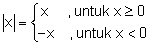 |x| = { x , untuk x ≥ 0
−x , untuk x < 0